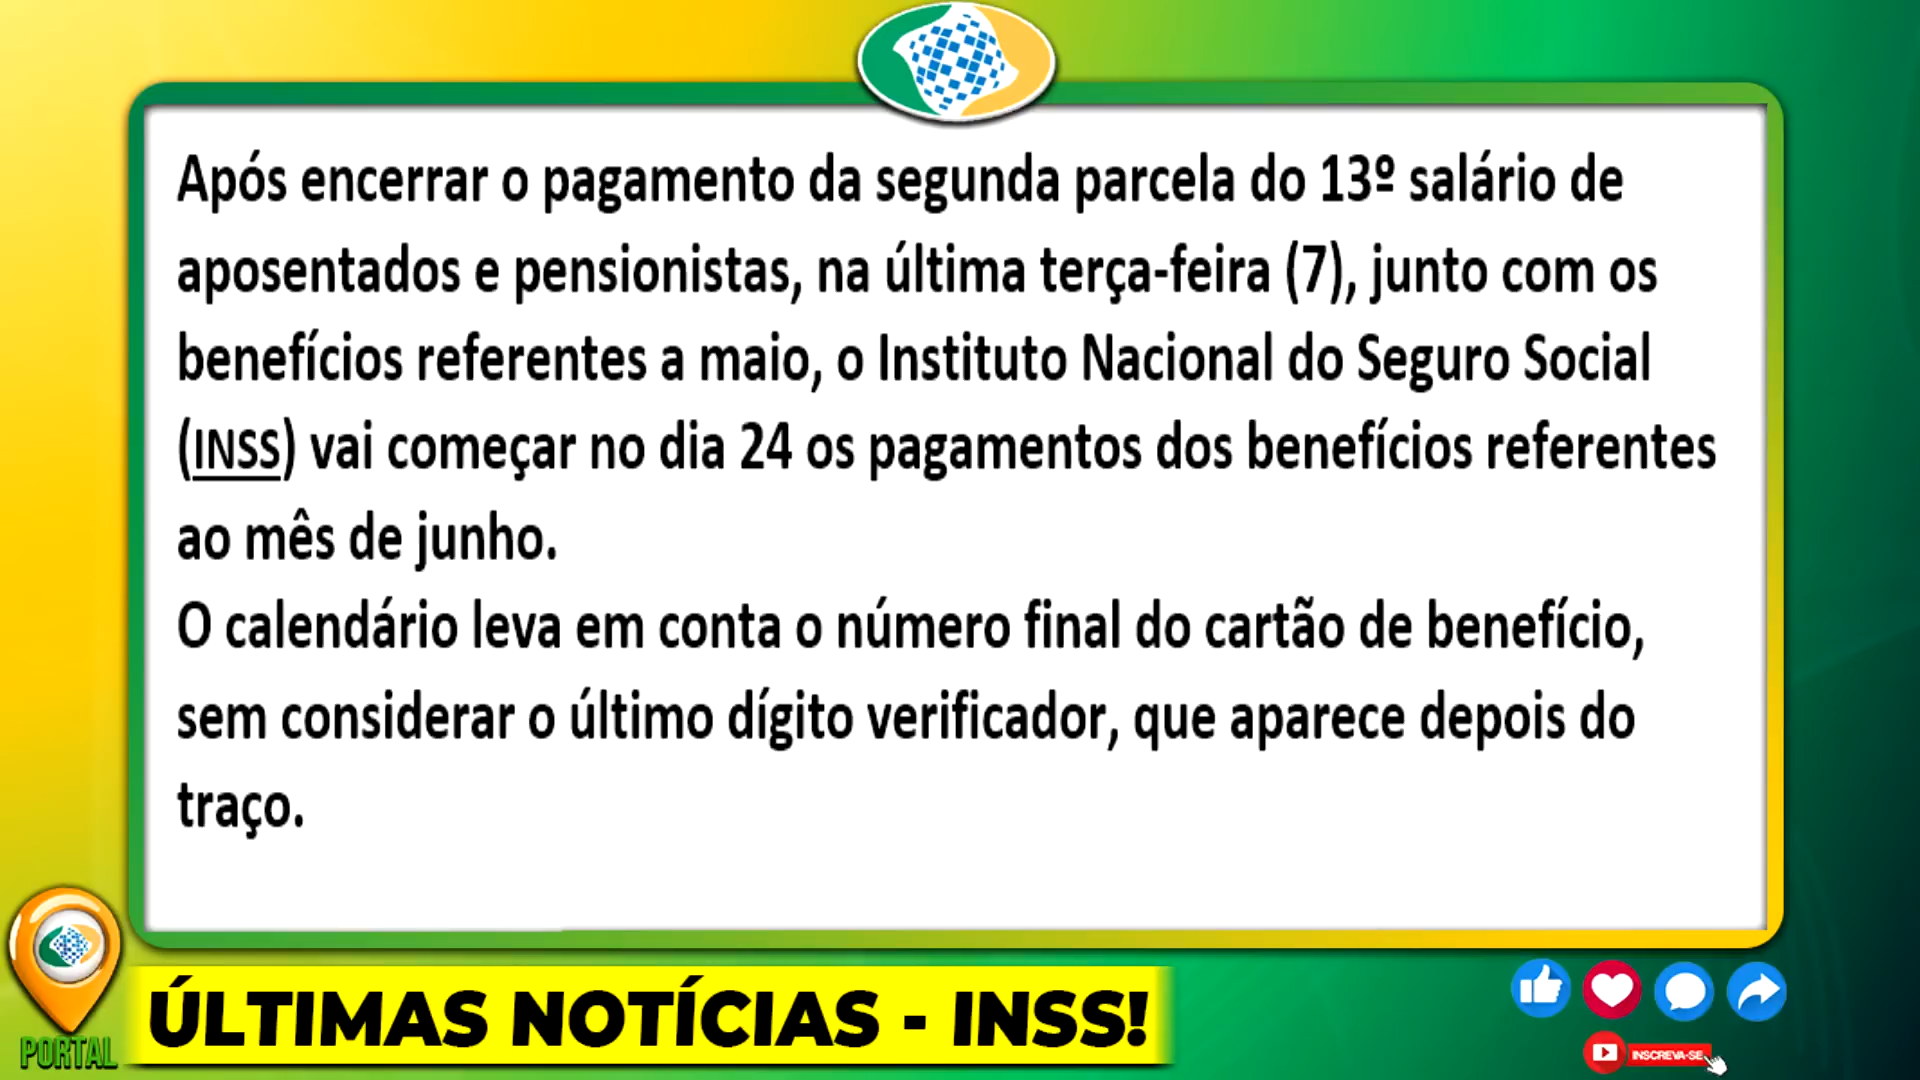 Após encerrar o pagamento da segunda parcela do 13º salário de
aposentados e pensionistas, na última terça-feira (7), junto com os
benefícios referentes a maio, o Instituto Nacional do Seguro Social
(INSS) vai começar no dia 24 os pagamentos dos benefícios referentes
ao mês de junho.
O calendário leva em conta o número final do cartão de benefício,
sem considerar o último dígito verificador, que aparece depois do
traço.
ÚLTIMAS NOTÍCIAS - INSS!
PORTAL
INSCREVA-SE